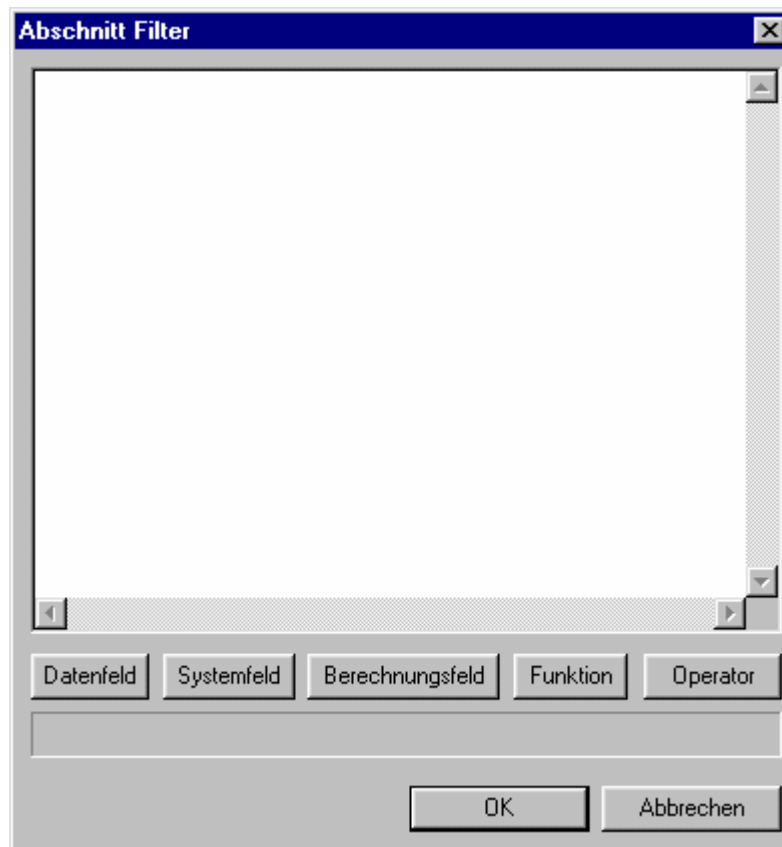 Abschnitt Filter
Datenfeld Systemfeld Berechnungsfeld Funktion Operator
OK Abbrechen